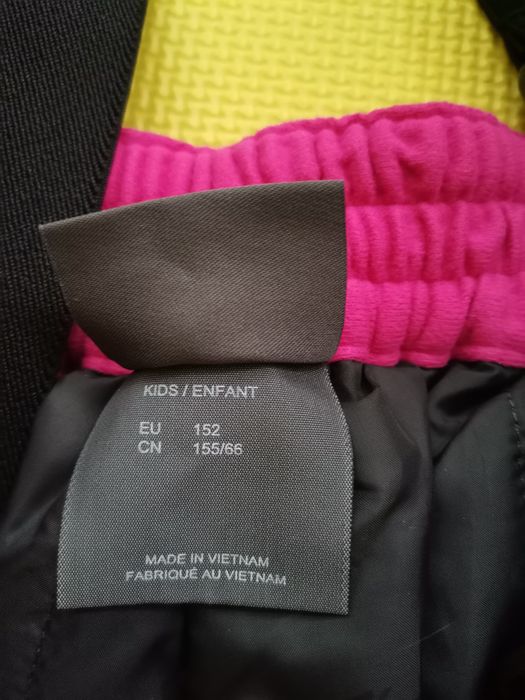 KIDS / ENFANT
EU 152
CN 155/66
MADE IN VIETNAM
FABRIQUÉ AU VIETNAM